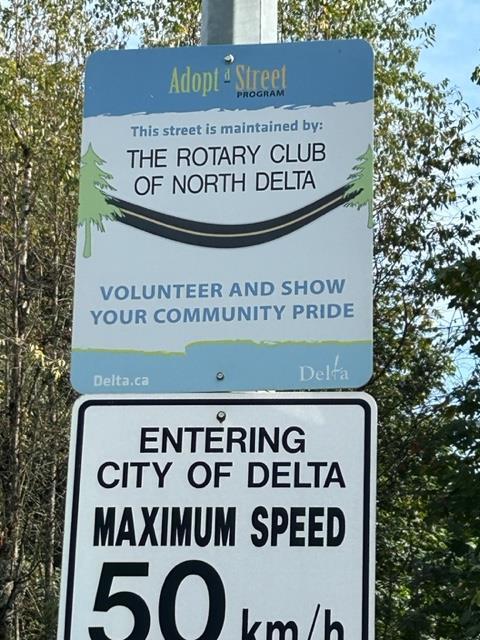 Adopt a Street
PROGRAM
This street is maintained by:
THE ROTARY CLUB
OF NORTH DELTA
VOLUNTEER AND SHOW
YOUR COMMUNITY PRIDE
Delta.ca Delta
ENTERING
CITY OF DELTA
MAXIMUM SPEED
50 km/h